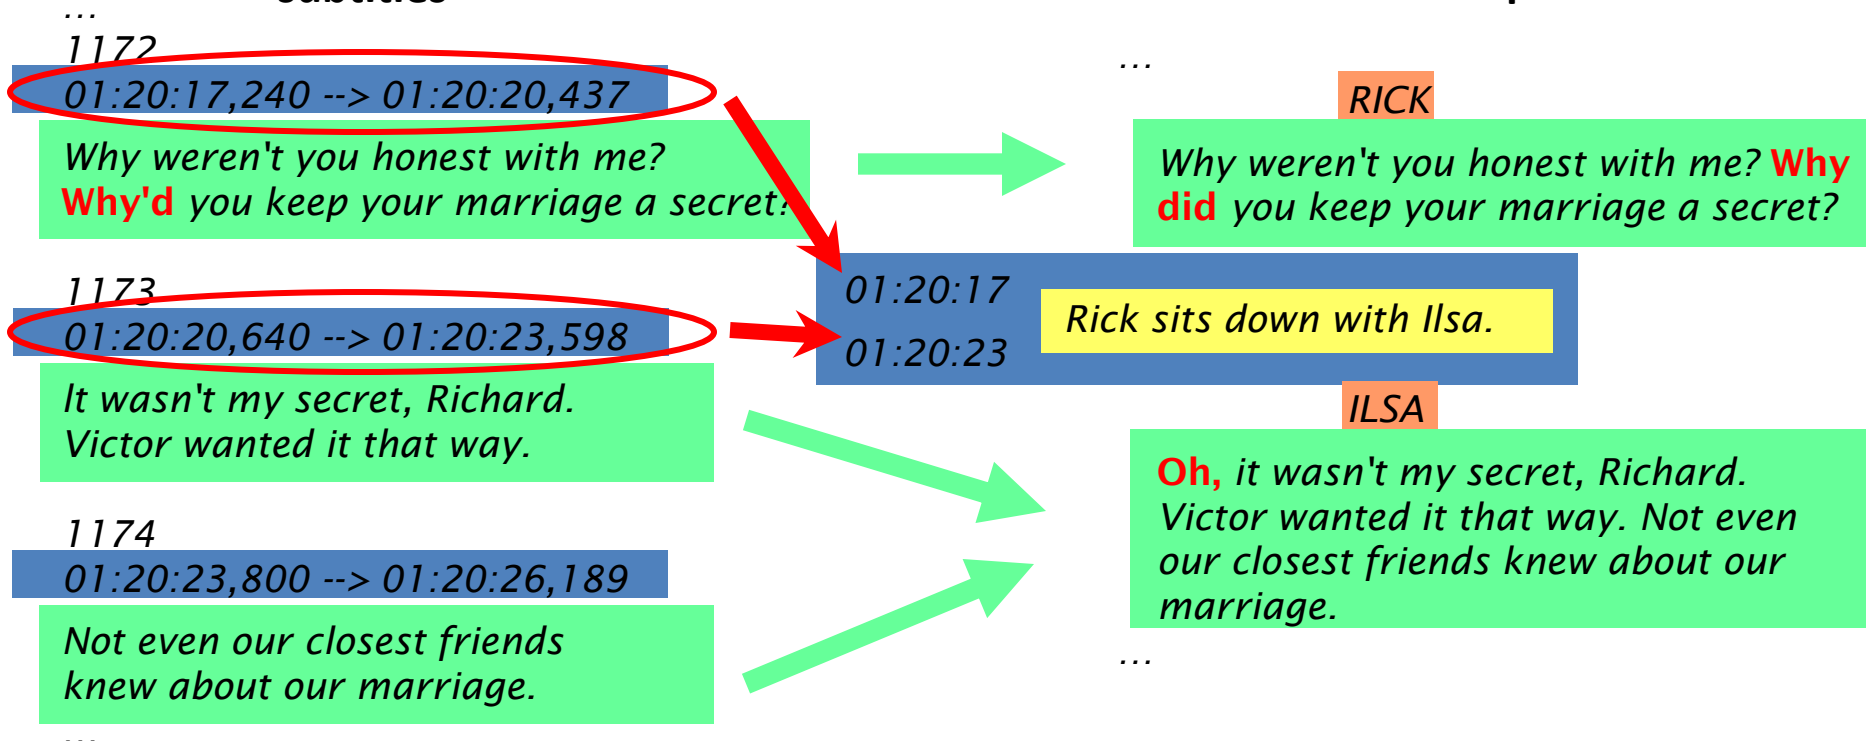 subtitles
...
1172
01:20:17,240 --> 01:20:20,437
Why weren't you honest with me?
Why'd you keep your marriage a secret?
1173
01:20:20,640 --> 01:20:23,598
It wasn't my secret, Richard.
Victor wanted it that way.
1174
01:20:23,800 --> 01:20:26,189
Not even our closest friends
knew about our marriage.
...
...
RICK
Why weren't you honest with me? Why
did you keep your marriage a secret?
01:20:17
Rick sits down with Ilsa.
01:20:23
ILSA
Oh, it wasn't my secret, Richard.
Victor wanted it that way. Not even
our closest friends knew about our
marriage.
...